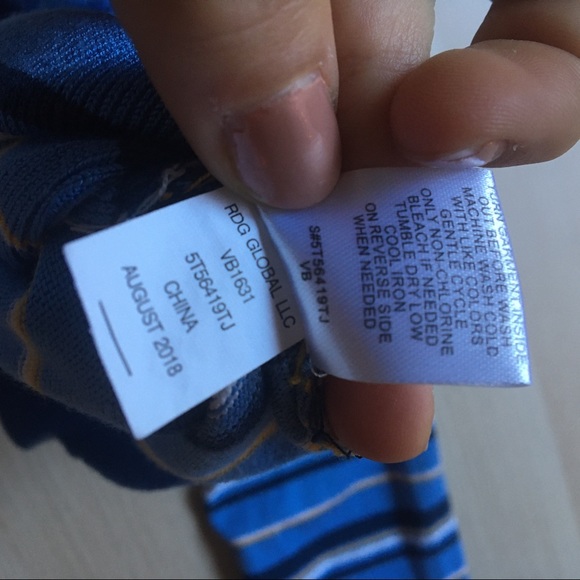 RDG GLOBAL LLC
VB1631
5T56419TJ
CHINA
AUGUST 2018
S#5T56419TJ
VB
TURN GARMENT INSIDE
OUT BEFORE WASH
MACHINE WASH COLD
WITH LIKE COLORS
GENTLE CYCLE
ONLY NON-CHLORINE
BLEACH IF NEEDED
TUMBLE DRY LOW
COOL IRON
ON REVERSE SIDE
WHEN NEEDED